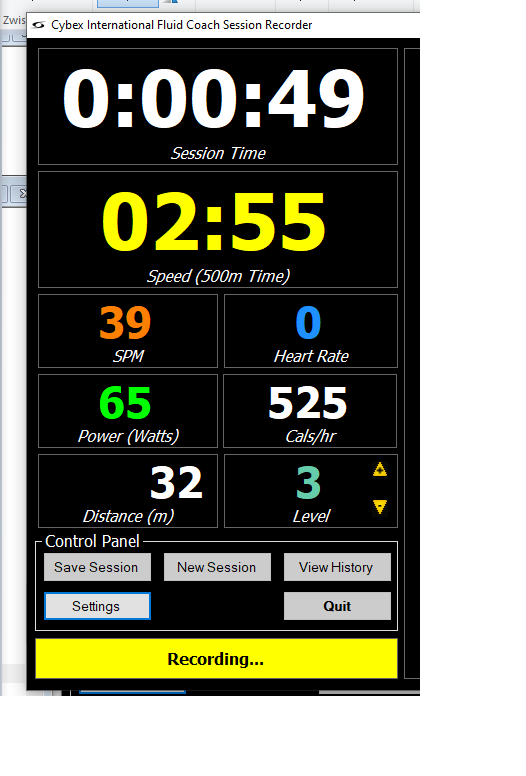 Cybex International Fluid Coach Session Recorder
Zwis
0:00:49
Session Time
02:55
Speed (500m Time)
39
SPM
0
Heart Rate
65
Power (Watts)
525
Cals/hr
32
Distance (m)
3
Level
Control Panel
Save Session
New Session
View History
Settings
Quit
Recording...